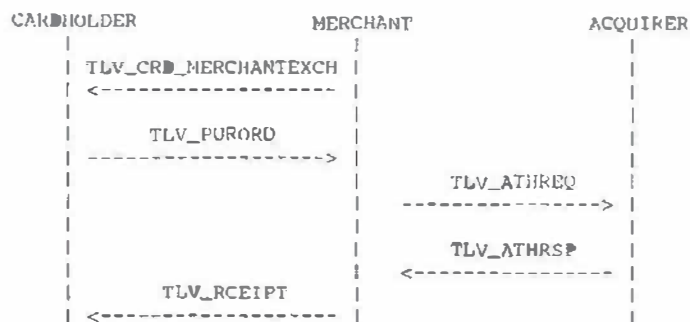 CARDHOLDER MERCHANT ACQUIRER
TLV_CRD_MERCHANTEXCH
TLV_PURORD
TLV_ATHREQ
TLV_ATHRSP
TLV_RCEIPT